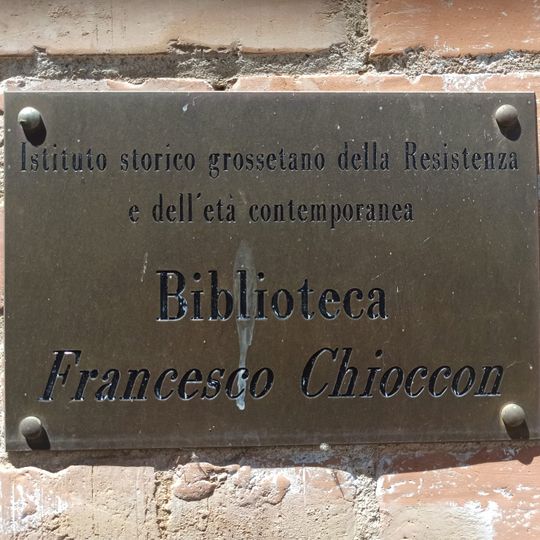 Istituto storico grossetano della Resistenza
e dell'età contemporanea
Biblioteca
Francesco Chioccon